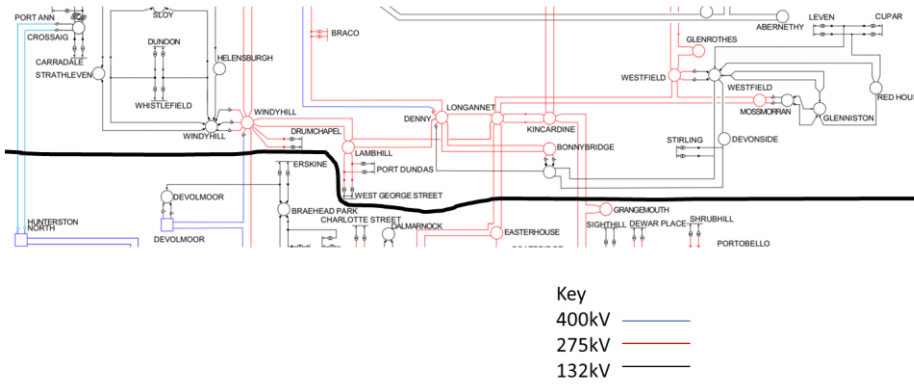 PORT ANN
CROSSAIG
CARRADALE
STRATHLEVEN
SLOY
DUNOON
WHISTLEFIELD
HELENSBURGH
WINDYHILL
WINDYHILL
BRACO
DRUMCHAPEL
LAMBHILL
PORT DUNDAS
WEST GEORGE STREET
DENNY
LONGANNET
KINCARDINE
BONNYBRIDGE
GLENROTHES
WESTFIELD
WESTFIELD
MOSSMORRAN
GLENNISTON
DEVONSIDE
STIRLING
ABERNETHY
LEVEN
CUPAR
RED HOU
ERSKINE
DEVOLMOOR
DEVOLMOOR
HUNTERSTON
NORTH
BRAEHEAD PARK
CHARLOTTE STREET
DALMARNOCK
EASTERHOUSE
GRANGEMOUTH
SIGHTHILL
DEWAR PLACE
SHRUBHILL
PORTOBELLO
Key
400kV
275kV
132kV